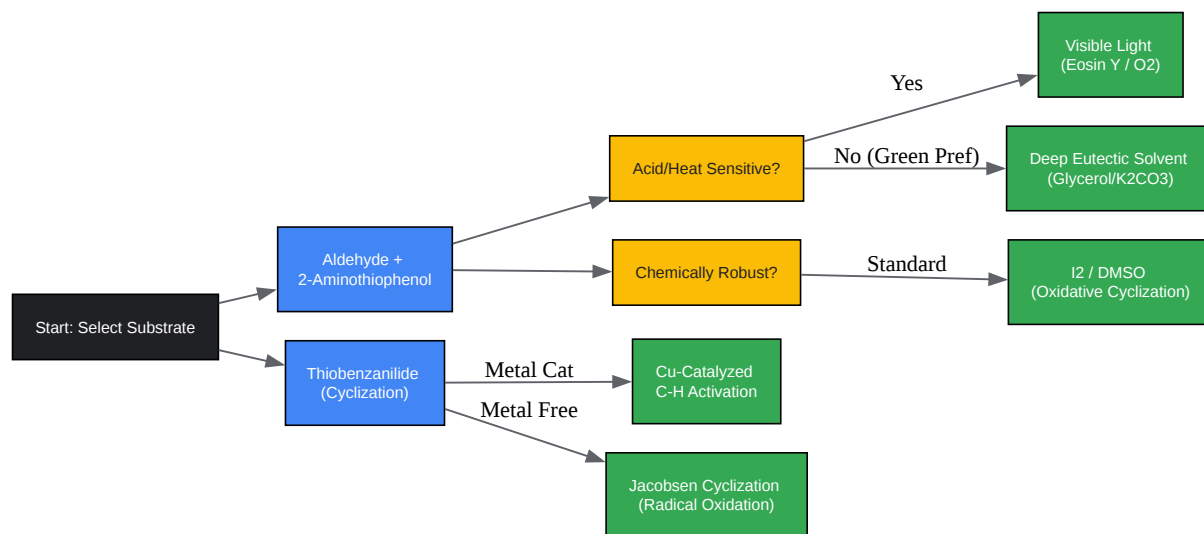 Start: Select Substrate
Aldehyde +
2-Aminothiophenol
Thiobenzanilide
(Cyclization)
Acid/Heat Sensitive?
Chemically Robust?
Yes
No (Green Pref)
Standard
Metal Cat
Metal Free
Visible Light
(Eosin Y / O2)
Deep Eutectic Solvent
(Glycerol/K2CO3)
I2 / DMSO
(Oxidative Cyclization)
Cu-Catalyzed
C-H Activation
Jacobsen Cyclization
(Radical Oxidation)